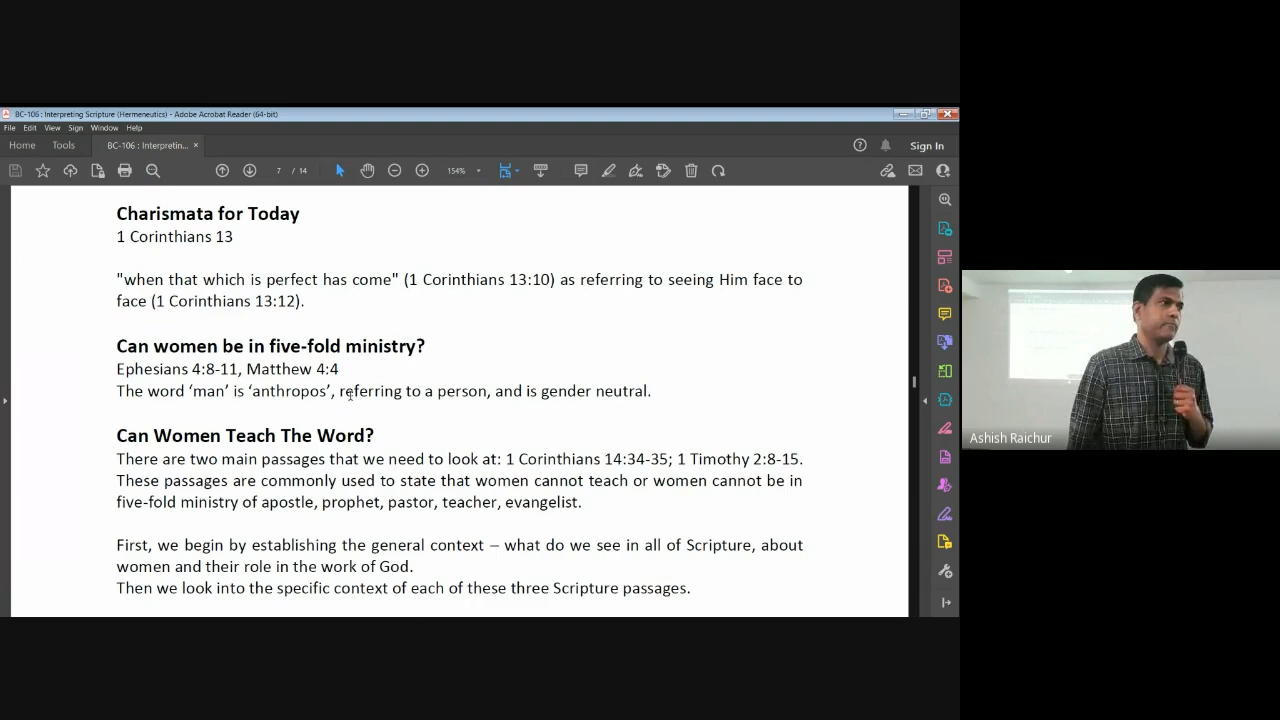 BC-106 : Interpreting Scripture (Hermeneutics) - Adobe Acrobat Reader (64-bit)
File Edit View Sign Window Help
Home Tools BC-106 : Interpretin... × Sign In
7 / 14 154%
Charismata for Today
1 Corinthians 13
"when that which is perfect has come" (1 Corinthians 13:10) as referring to seeing Him face to
face (1 Corinthians 13:12).
Can women be in five-fold ministry?
Ephesians 4:8-11, Matthew 4:4
The word ‘man’ is ‘anthropos’, referring to a person, and is gender neutral.
Can Women Teach The Word?
There are two main passages that we need to look at: 1 Corinthians 14:34-35; 1 Timothy 2:8-15.
These passages are commonly used to state that women cannot teach or women cannot be in
five-fold ministry of apostle, prophet, pastor, teacher, evangelist.
First, we begin by establishing the general context – what do we see in all of Scripture, about
women and their role in the work of God.
Then we look into the specific context of each of these three Scripture passages.
Ashish Raichur